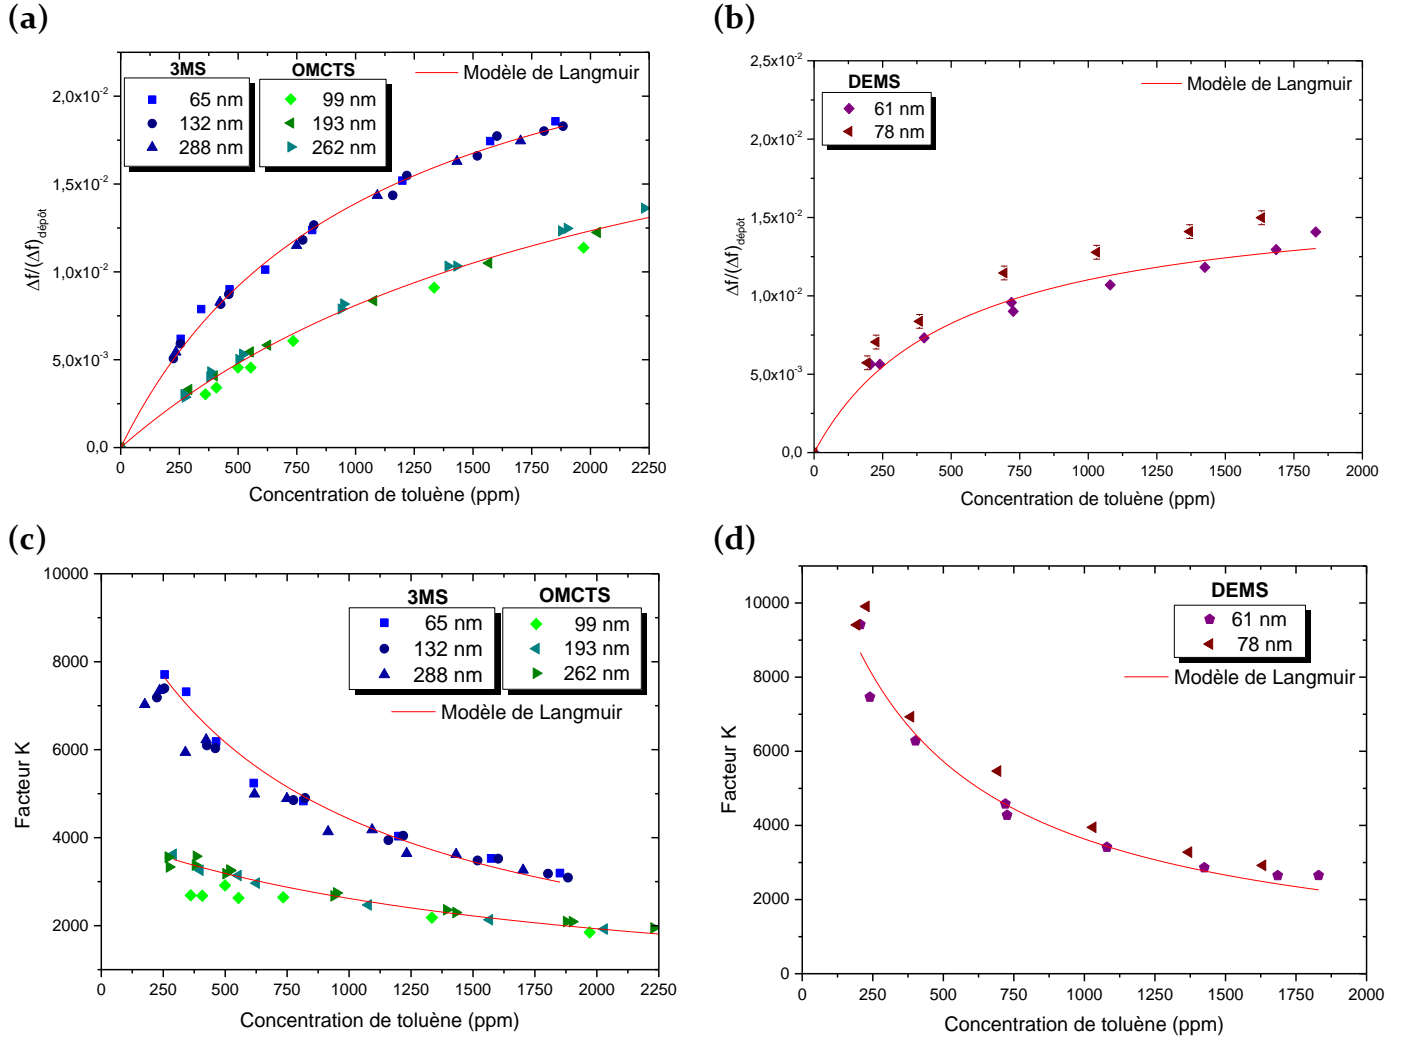 (a)
3MS
65 nm
132 nm
288 nm
OMCTS
99 nm
193 nm
262 nm
Modèle de Langmuir
2,0x10⁻²
1,5x10⁻²
1,0x10⁻²
5,0x10⁻³
0,0
Δf/(Δf)dépôt
0 250 500 750 1000 1250 1500 1750 2000 2250
Concentration de toluène (ppm)
(b)
DEMS
61 nm
78 nm
Modèle de Langmuir
2,5x10⁻²
2,0x10⁻²
1,5x10⁻²
1,0x10⁻²
5,0x10⁻³
0,0
Δf/(Δf)dépôt
0 250 500 750 1000 1250 1500 1750 2000
Concentration de toluène (ppm)
(c)
3MS
65 nm
132 nm
288 nm
OMCTS
99 nm
193 nm
262 nm
Modèle de Langmuir
10000
8000
6000
4000
2000
Facteur K
0 250 500 750 1000 1250 1500 1750 2000 2250
Concentration de toluène (ppm)
(d)
DEMS
61 nm
78 nm
Modèle de Langmuir
10000
8000
6000
4000
2000
0
Facteur K
250 500 750 1000 1250 1500 1750 2000
Concentration de toluène (ppm)